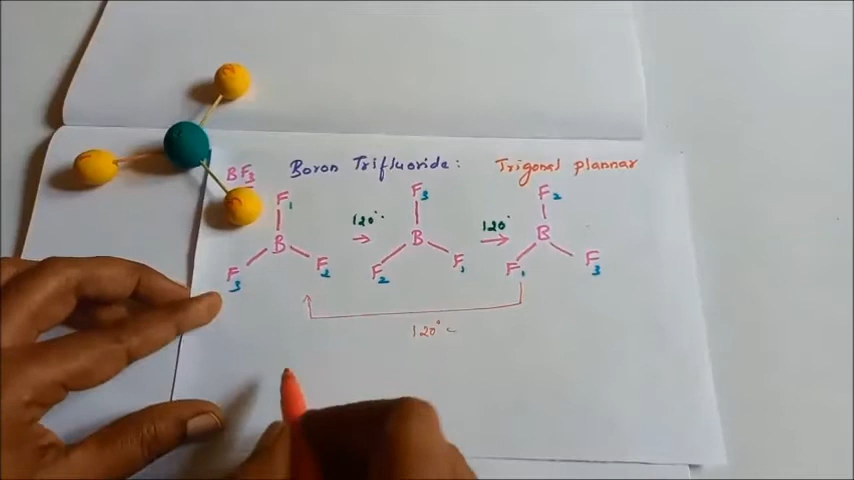 BF3 Boron Trifluoride: Trigonal plannar
F1 F3 F2
120° 120°
B B B
F3 F2 F2 F1 F1 F3
120° c